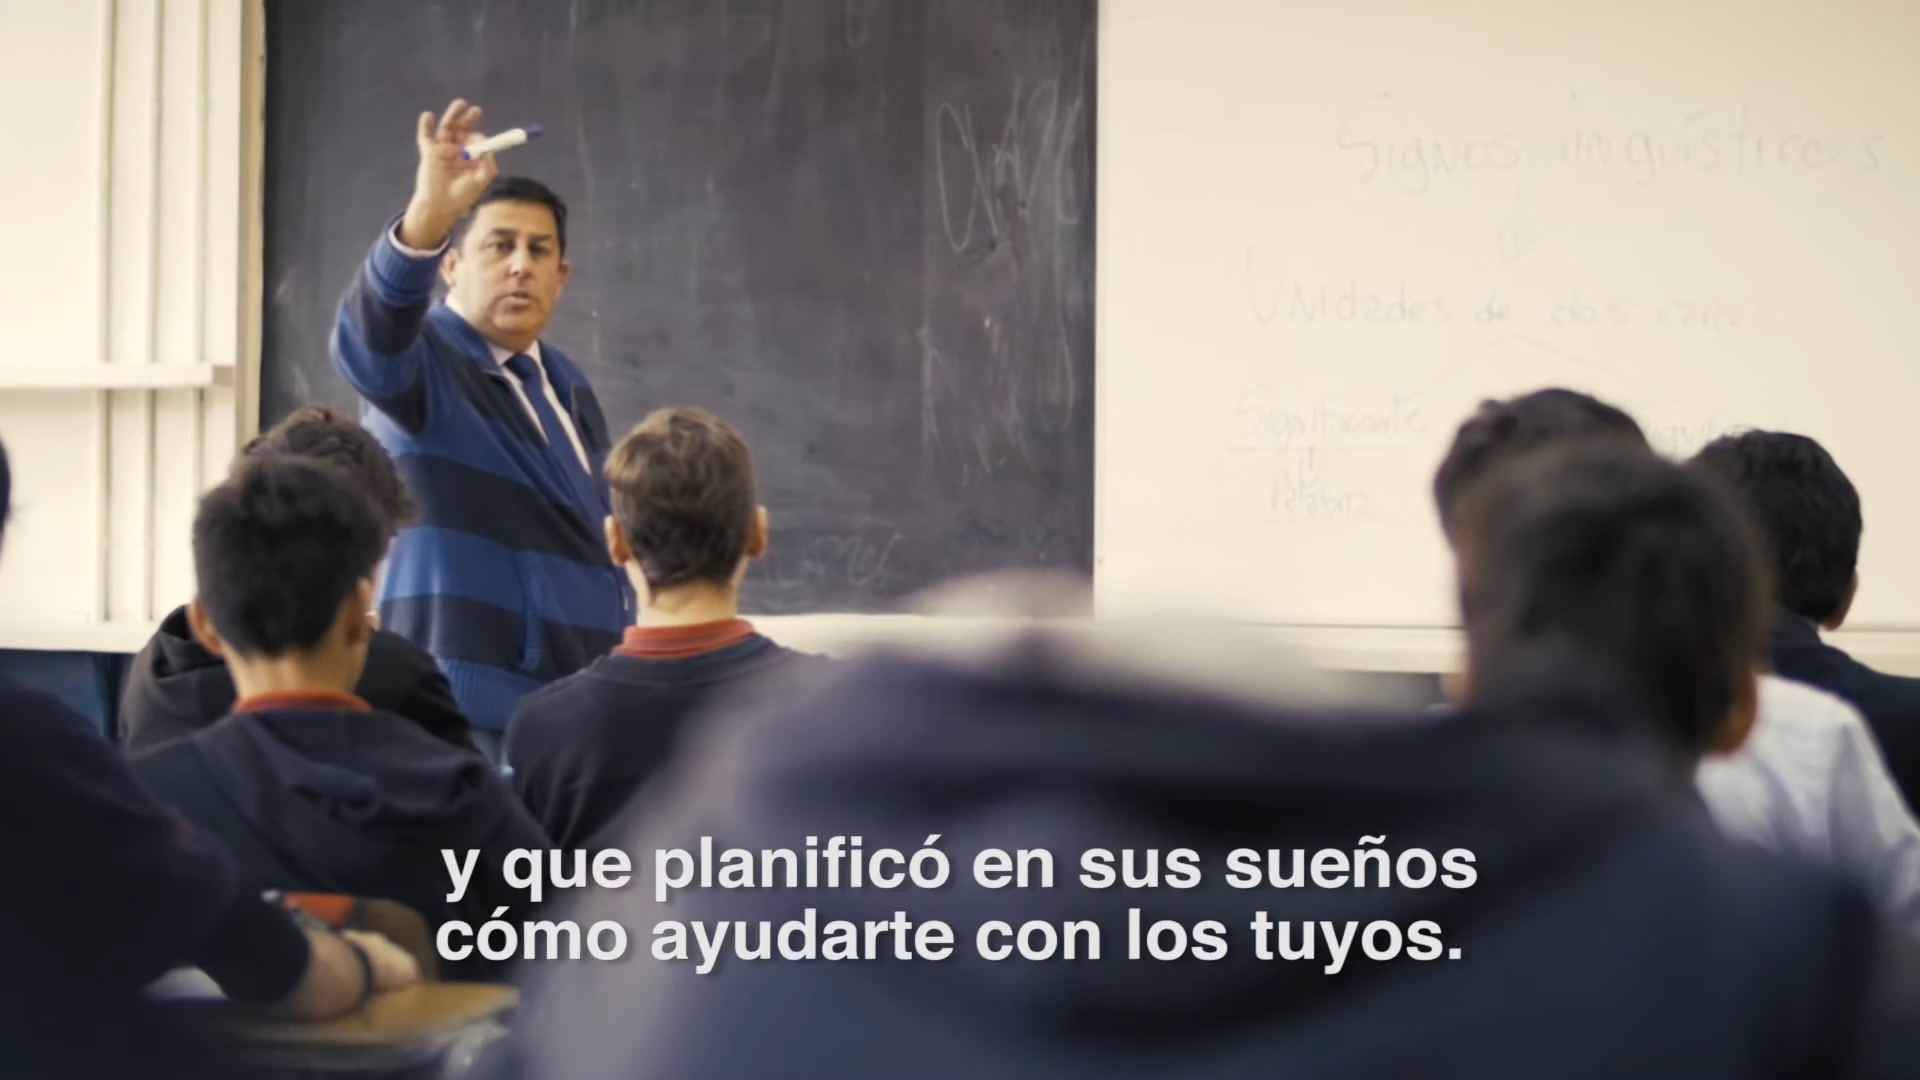 Signos lingüísticos
Unidades de dos caras
Significante
Palabra
y que planificó en sus sueños
cómo ayudarte con los tuyos.